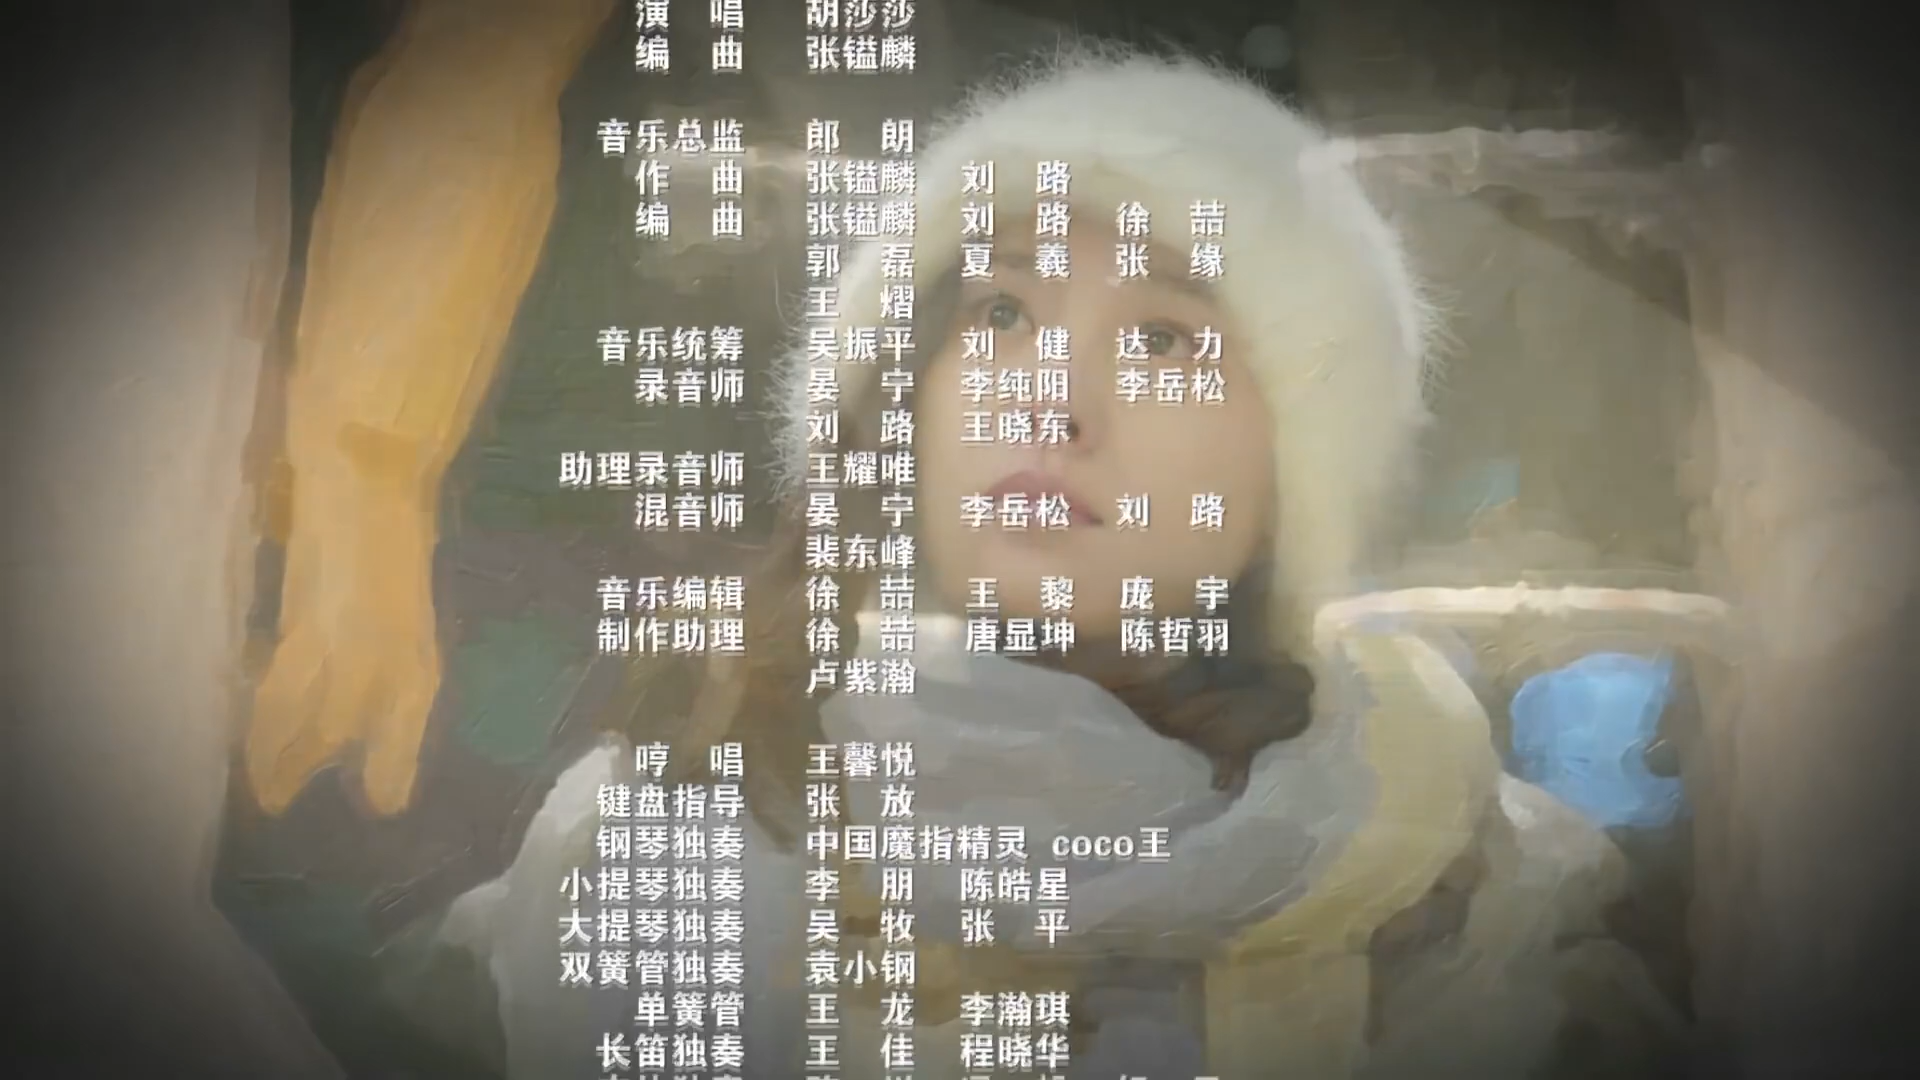 演唱 胡莎莎
编曲 张镒麟
音乐总监 郎朗
作曲 张镒麟 刘路
编曲 张镒麟 刘路 徐喆
郭磊 夏羲 张缘
王熠
音乐统筹 吴振平 刘健 达力
录音师 晏宁 李纯阳 李岳松
刘路 王晓东
助理录音师 王耀唯
混音师 晏宁 李岳松 刘路
裴东峰
音乐编辑 徐喆 王黎 庞宇
制作助理 徐喆 唐显坤 陈哲羽
卢紫瀚
哼唱 王馨悦
键盘指导 张放
钢琴独奏 中国魔指精灵 coco王
小提琴独奏 李朋 陈皓星
大提琴独奏 吴牧 张平
双簧管独奏 袁小钢
单簧管 王龙 李瀚琪
长笛独奏 王佳 程晓华